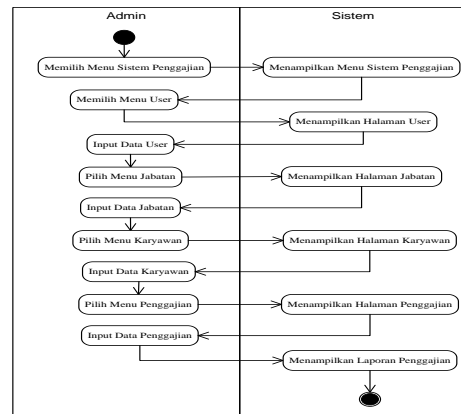 Admin
Sistem
Memilih Menu Sistem Penggajian
Menampilkan Menu Sistem Penggajian
Memilih Menu User
Menampilkan Halaman User
Input Data User
Pilih Menu Jabatan
Menampilkan Halaman Jabatan
Input Data Jabatan
Pilih Menu Karyawan
Menampilkan Halaman Karyawan
Input Data Karyawan
Pilih Menu Penggajian
Menampilkan Halaman Penggajian
Input Data Penggajian
Menampilkan Laporan Penggajian